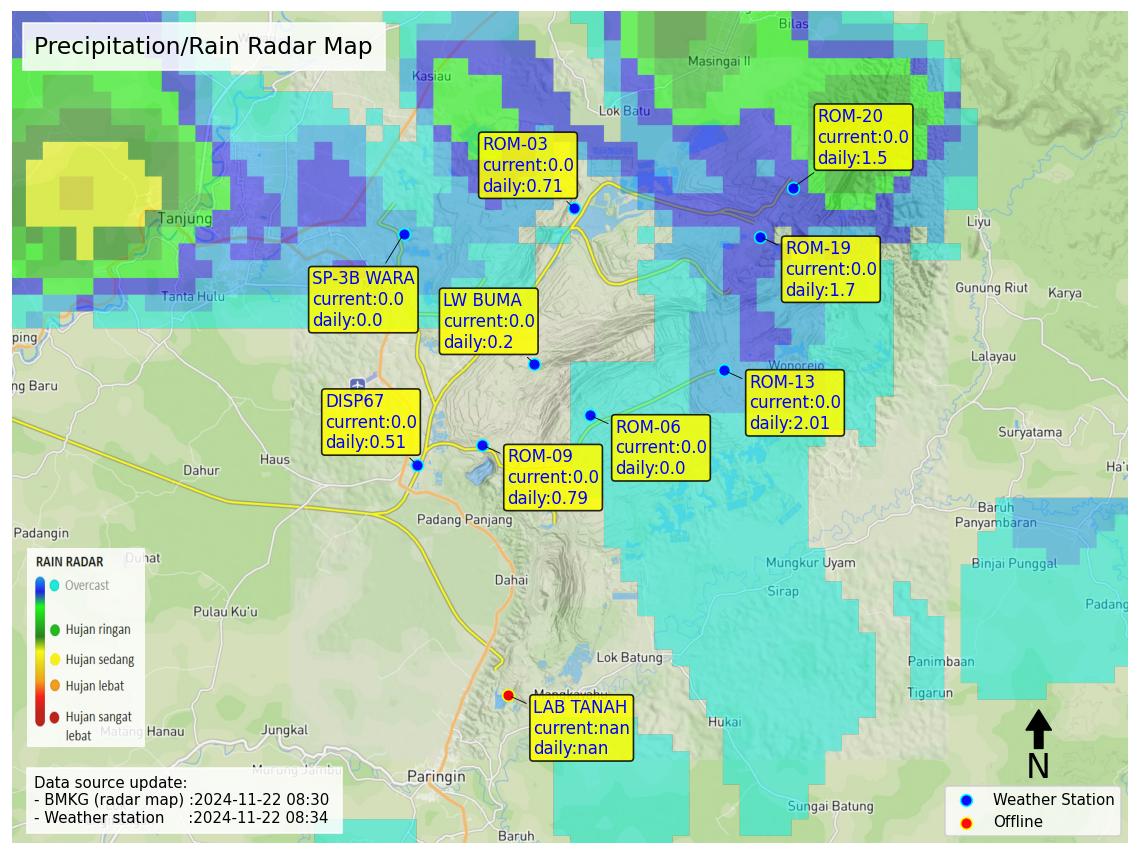 Precipitation/Rain Radar Map
Bilas
Masingai II
Kasiau
Lok Batu
ROM-20
current:0.0
daily:1.5
ROM-03
current:0.0
daily:0.71
Tanjung
Liyu
ROM-19
current:0.0
daily:1.7
SP-3B WARA
current:0.0
daily:0.0
Tanta Hulu
LW BUMA
current:0.0
daily:0.2
Gunung Riut
Karya
ping
Lalayau
Wonorejo
ng Baru
ROM-13
current:0.0
daily:2.01
DISP67
current:0.0
daily:0.51
ROM-06
current:0.0
daily:0.0
Suryatama
Haus
Dahur
ROM-09
current:0.0
daily:0.79
Ha'u
Baruh
Panyambaran
Padang Panjang
Padangin
Duhat
Mungkur Uyam
Binjai Punggal
RAIN RADAR
Overcast
Hujan ringan
Hujan sedang
Hujan lebat
Hujan sangat
lebat
Dahai
Sirap
Padang
Pulau Ku'u
Lok Batung
Panimbaan
Tigarun
Mangkayahu
LAB TANAH
current:nan
daily:nan
Hukai
Matang Hanau
Jungkal
Murung Jambu
Paringin
N
Data source update:
- BMKG (radar map) :2024-11-22 08:30
- Weather station :2024-11-22 08:34
Sungai Batung
Baruh
Weather Station
Offline